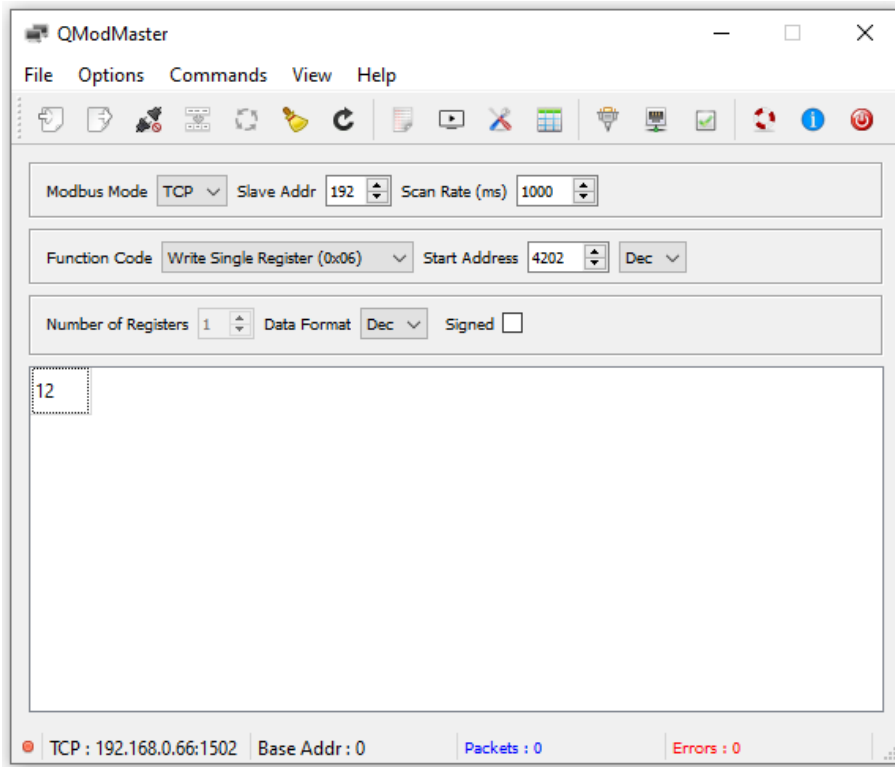 QModMaster
File Options Commands View Help
Modbus Mode TCP Slave Addr 192 Scan Rate (ms) 1000
Function Code Write Single Register (0x06) Start Address 4202 Dec
Number of Registers 1 Data Format Dec Signed
12
TCP : 192.168.0.66:1502 Base Addr : 0 Packets : 0 Errors : 0